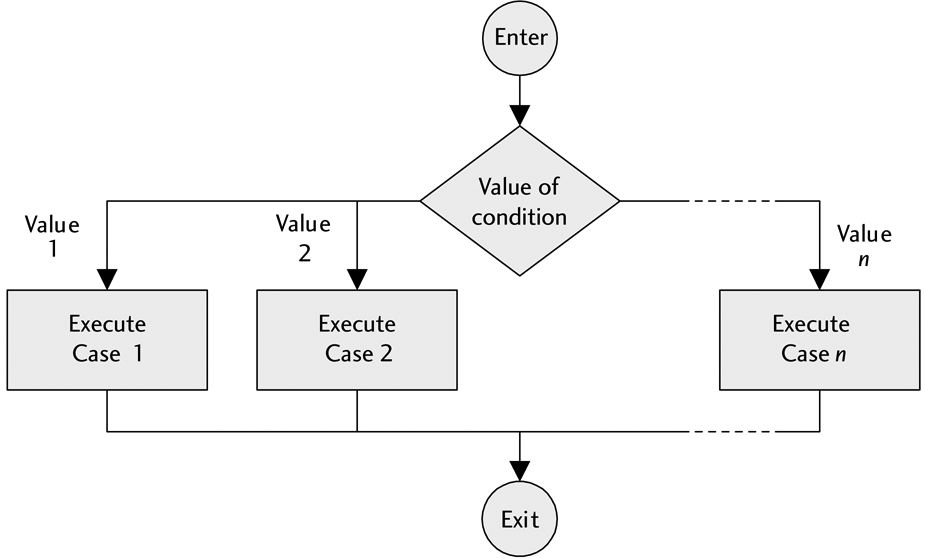 Enter
Value of
condition
Value
1
Value
2
Value
n
Execute
Case 1
Execute
Case 2
Execute
Case n
Exit